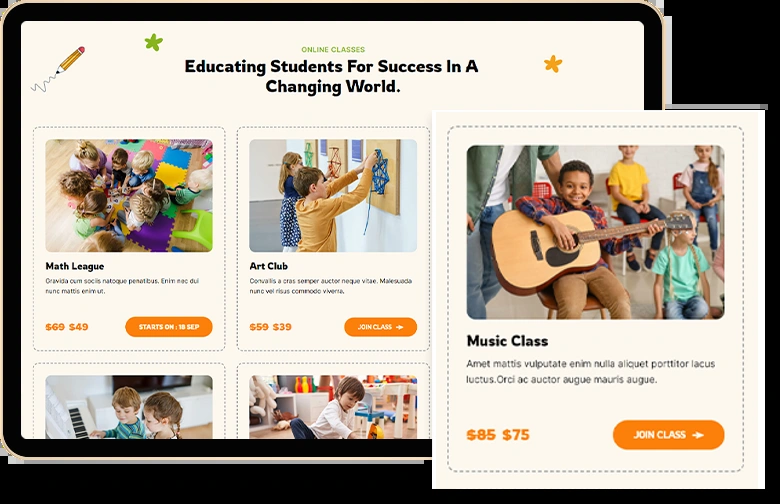 ONLINE CLASSES
Educating Students For Success In A
Changing World.
Math League
Gravida cum sociis natoque penatibus. Enim nec dui
nunc mattis enim ut.
$69 $49
STARTS ON : 18 SEP
Art Club
Convallis a cras semper auctor neque vitae. Malesuada
nunc vel risus commodo viverra.
$59 $39
JOIN CLASS
Music Class
Amet mattis vulputate enim nulla aliquet porttitor lacus
luctus.Orci ac auctor augue mauris augue.
$85 $75
JOIN CLASS